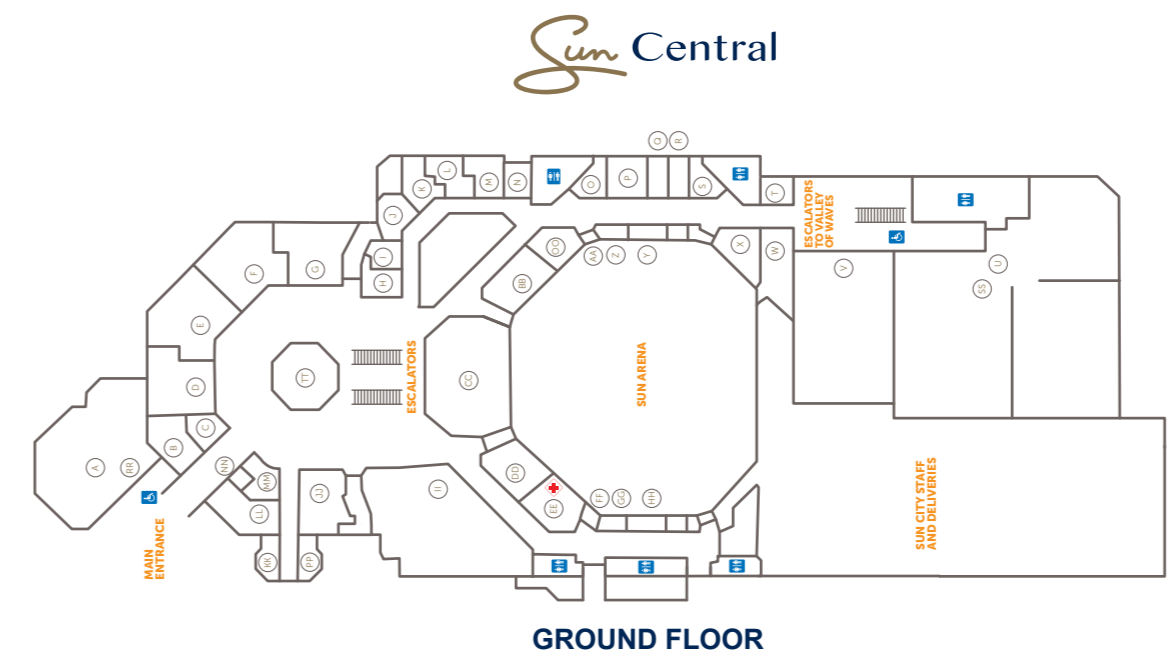 Sun Central
Q R
L
K M N O P S T
J
ESCALATORS
TO VALLEY
OF WAVES
OO X W
F G I AA Z Y U
H BB V SS
E
SUN ARENA
ESCALATORS
TT CC
D
C
B
A RR NN DD
MM JJ II EE FF GG HH
LL
MAIN
ENTRANCE
SUN CITY STAFF
AND DELIVERIES
KK PP
GROUND FLOOR